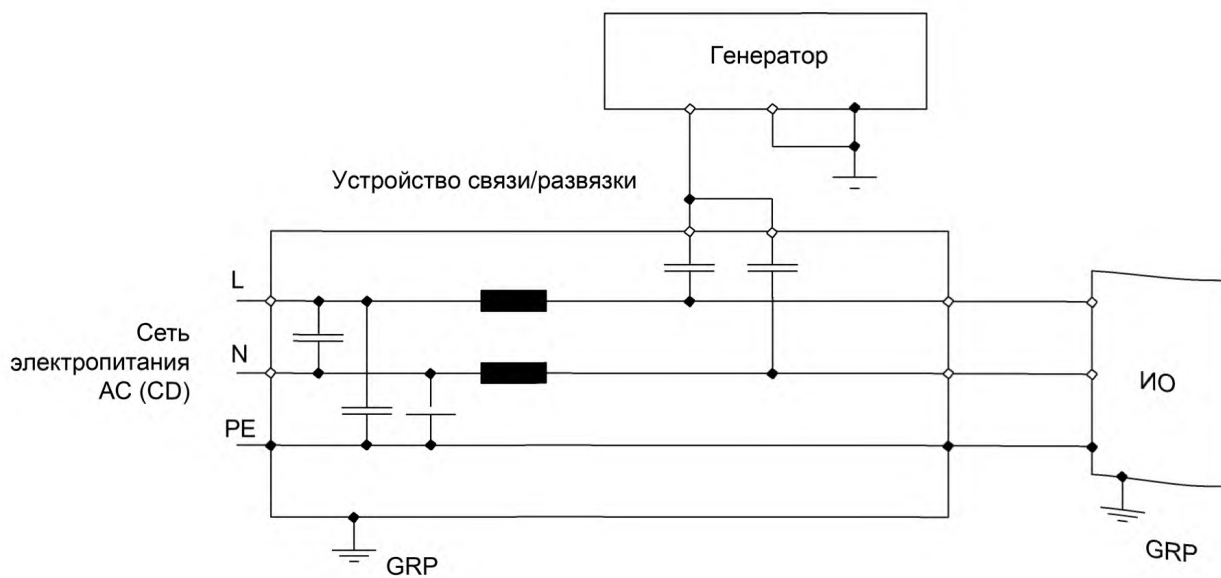 Генератор
Устройство связи/развязки
L
Сеть
электропитания
AC (CD)
N
PE
ИО
GRP
GRP